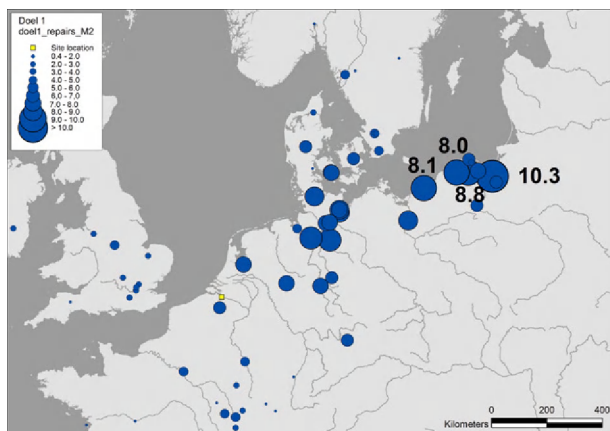 Doel 1
doel1_repairs_M2
Site location
0.4 - 2.0
2.0 - 3.0
3.0 - 4.0
4.0 - 5.0
5.0 - 6.0
6.0 - 7.0
7.0 - 8.0
8.0 - 9.0
9.0 - 10.0
> 10.0
8.0
8.1
10.3
8.8
Kilometers
0 200 400